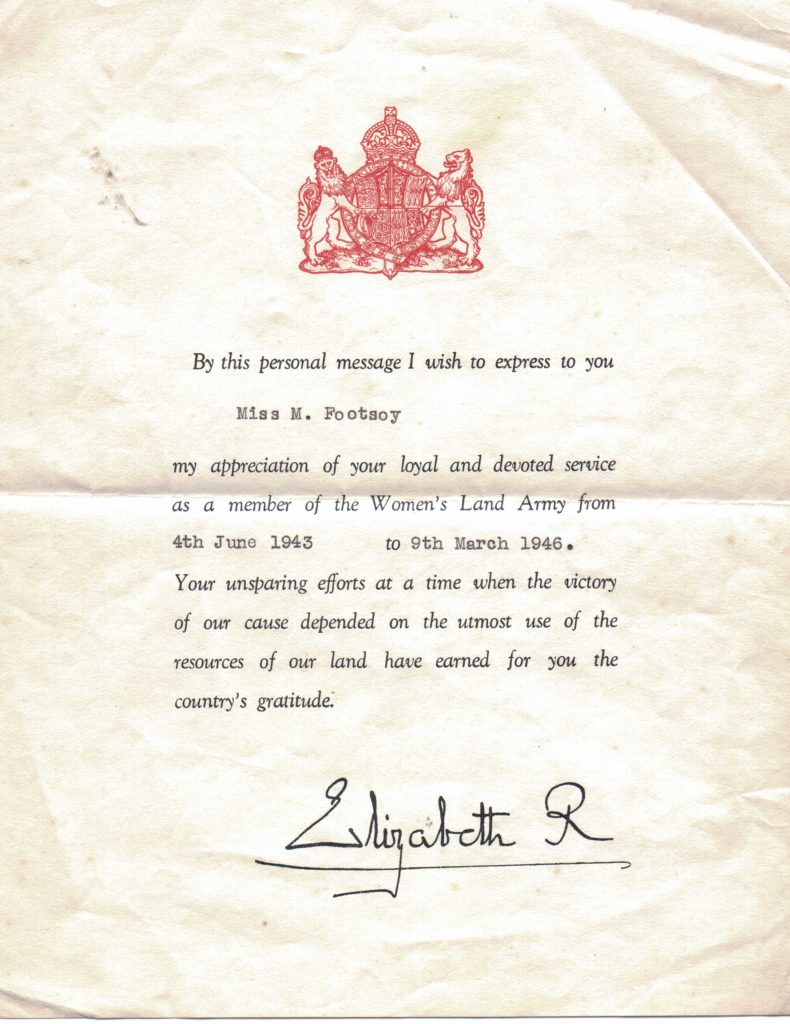 By this personal message I wish to express to you
Miss M. Footsoy
my appreciation of your loyal and devoted service
as a member of the Women's Land Army from
4th June 1943 to 9th March 1946.
Your unsparing efforts at a time when the victory
of our cause depended on the utmost use of the
resources of our land have earned for you the
country's gratitude.
Elizabeth R